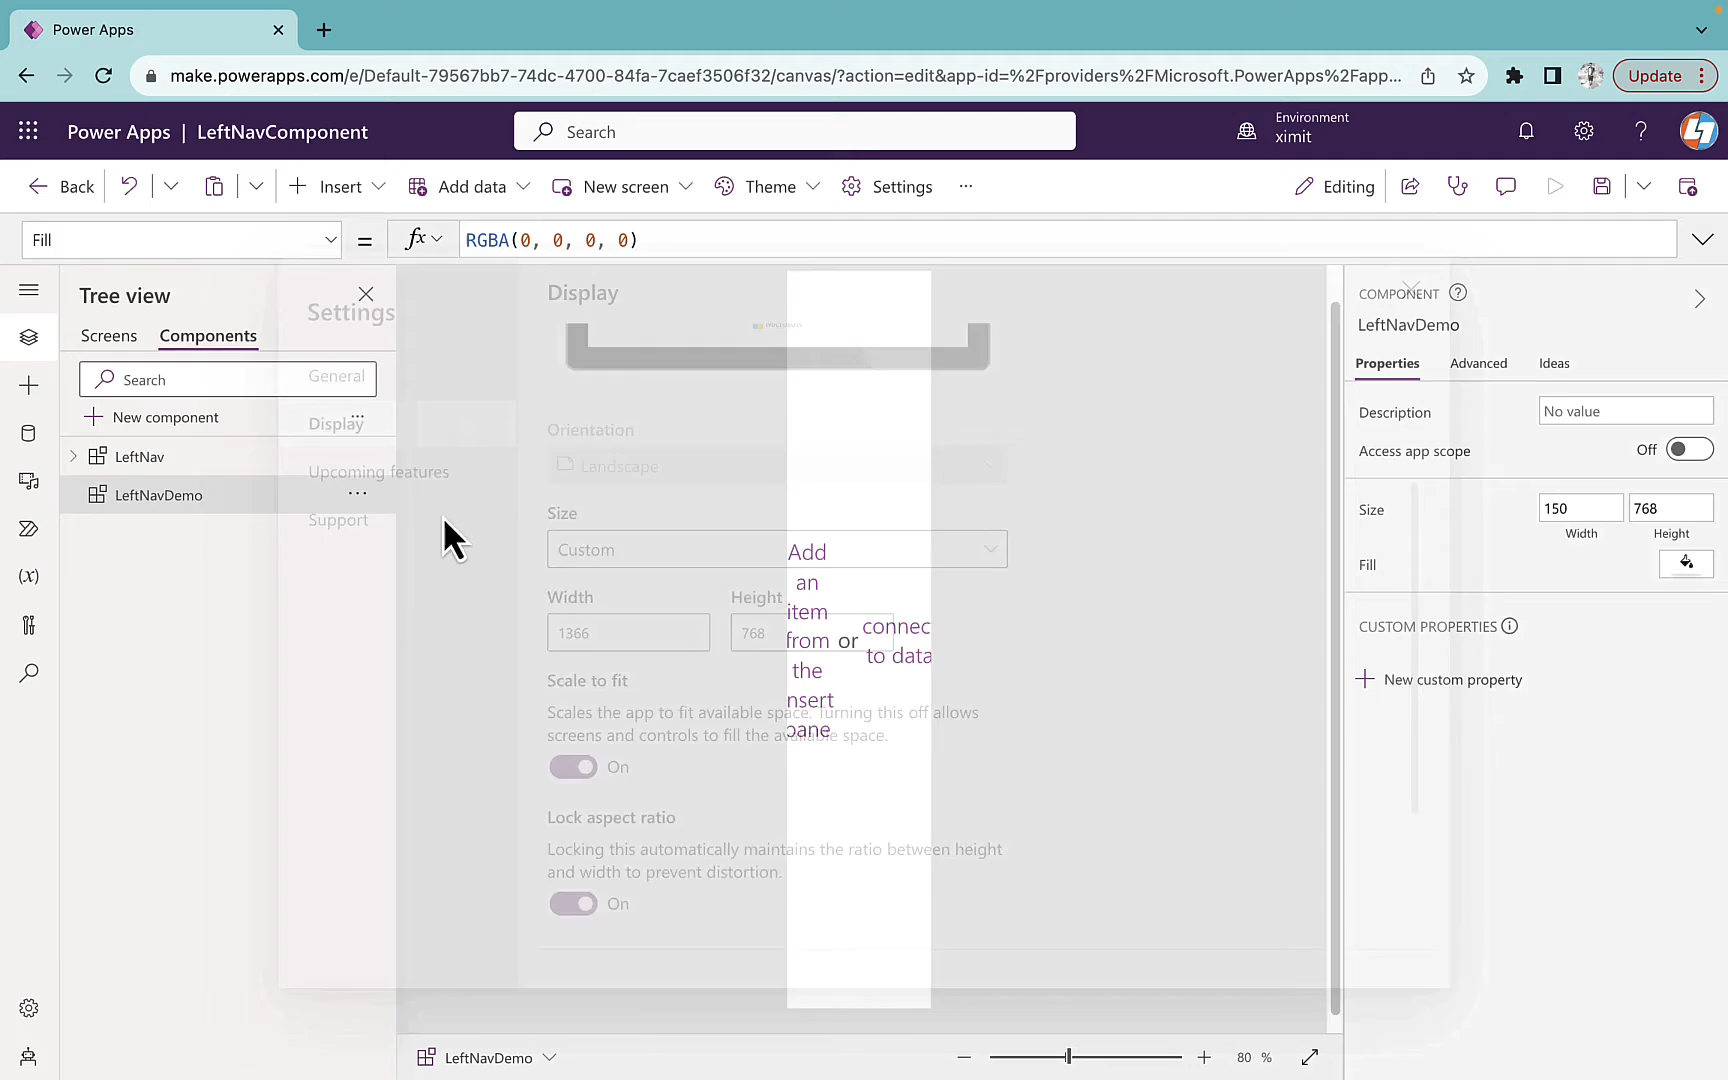 Power Apps
make.powerapps.com/e/Default-79567bb7-74dc-4700-84fa-7caef3506f32/canvas/?action=edit&app-id=%2Fproviders%2FMicrosoft.PowerApps%2Fapp...
Update
Power Apps | LeftNavComponent
Search
Environment
ximit
Back
Insert
Add data
New screen
Theme
Settings
Editing
Fill
=
fx
RGBA(0, 0, 0, 0)
Tree view
Screens
Components
Search
New component
LeftNav
LeftNavDemo
Settings
General
Display
Upcoming features
Support
Display
Orientation
Landscape
Size
Custom
Width
Height
1366
768
Scale to fit
Scales the app to fit available space. Turning this off allows
screens and controls to fill the available space.
On
Lock aspect ratio
Locking this automatically maintains the ratio between height
and width to prevent distortion.
On
Add
an
item
from
the
nsert
pane
or
connec
to data
COMPONENT
LeftNavDemo
Properties
Advanced
Ideas
Description
No value
Access app scope
Off
Size
150
768
Width
Height
Fill
CUSTOM PROPERTIES
New custom property
LeftNavDemo
80 %